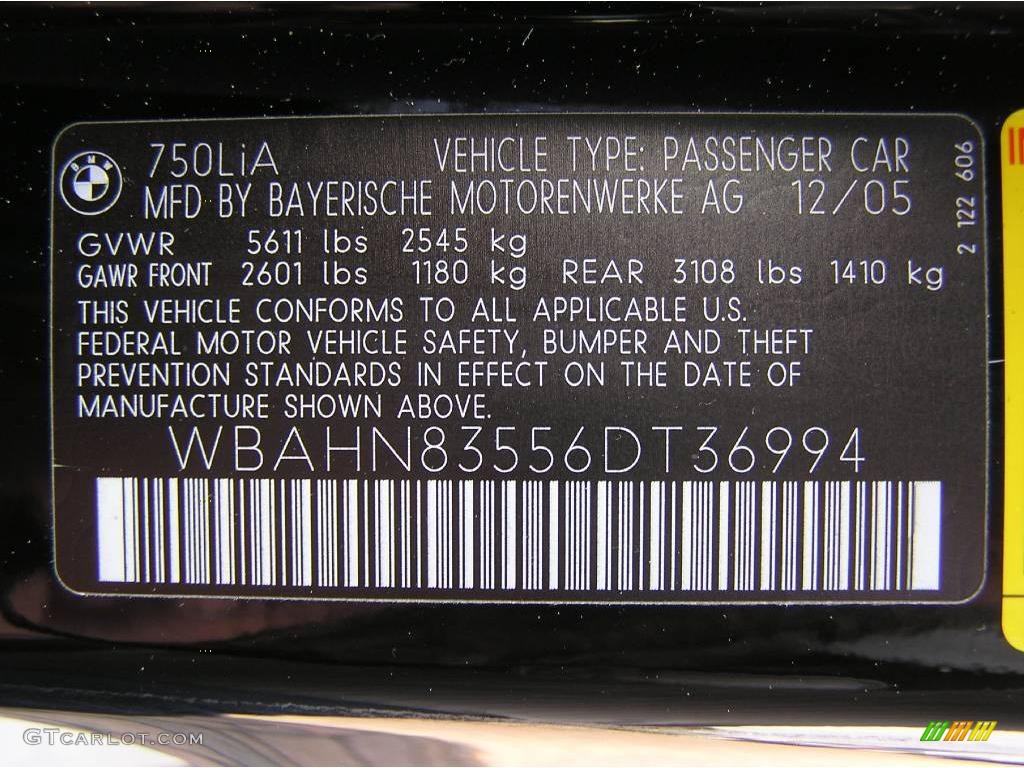 BMW
750LiA VEHICLE TYPE: PASSENGER CAR
MFD BY BAYERISCHE MOTORENWERKE AG 12/05
2 122 606
GVWR 5611 lbs 2545 kg
GAWR FRONT 2601 lbs 1180 kg REAR 3108 lbs 1410 kg
THIS VEHICLE CONFORMS TO ALL APPLICABLE U.S.
FEDERAL MOTOR VEHICLE SAFETY, BUMPER AND THEFT
PREVENTION STANDARDS IN EFFECT ON THE DATE OF
MANUFACTURE SHOWN ABOVE.
WBAHN83556DT36994
GTCARLOT.COM